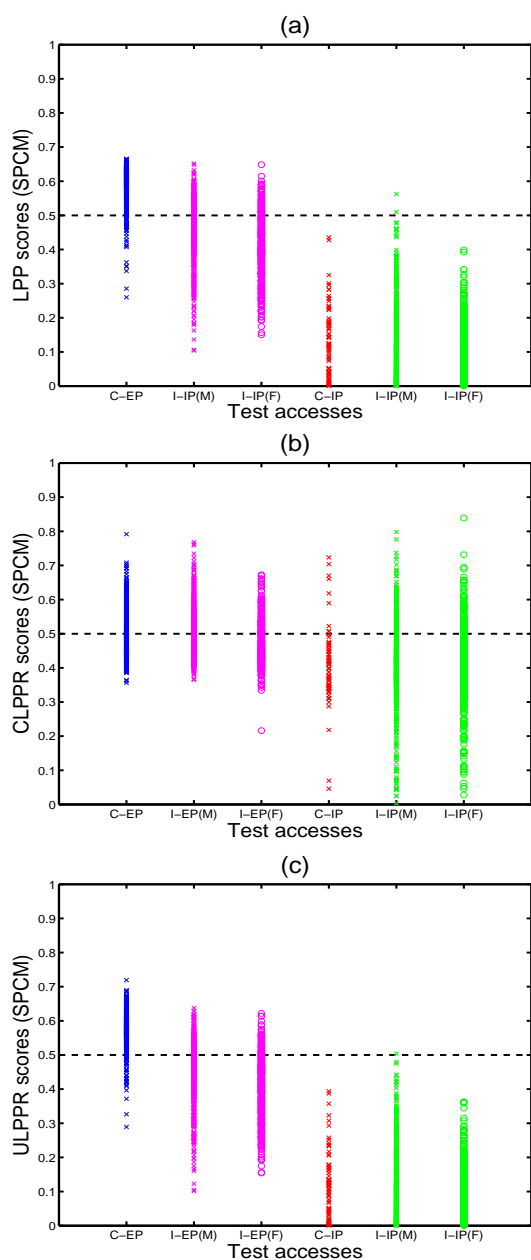 (a)
1
0.9
0.8
0.7
0.6
0.5
0.4
0.3
0.2
0.1
0
LPP scores (SPCM)
C−EP I−IP(M) I−IP(F) C−IP I−IP(M) I−IP(F)
Test accesses
(b)
1
0.9
0.8
0.7
0.6
0.5
0.4
0.3
0.2
0.1
0
CLPPR scores (SPCM)
C−EP I−EP(M) I−EP(F) C−IP I−IP(M) I−IP(F)
Test accesses
(c)
1
0.9
0.8
0.7
0.6
0.5
0.4
0.3
0.2
0.1
0
ULPPR scores (SPCM)
C−EP I−EP(M) I−EP(F) C−IP I−IP(M) I−IP(F)
Test accesses